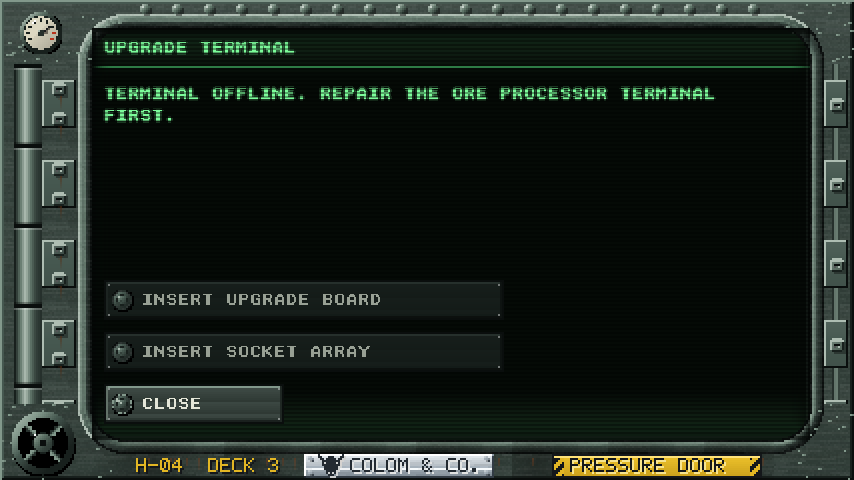 UPGRADE TERMINAL
TERMINAL OFFLINE. REPAIR THE ORE PROCESSOR TERMINAL
FIRST.
INSERT UPGRADE BOARD
INSERT SOCKET ARRAY
CLOSE
H-04 DECK 3 COLOM & CO. PRESSURE DOOR